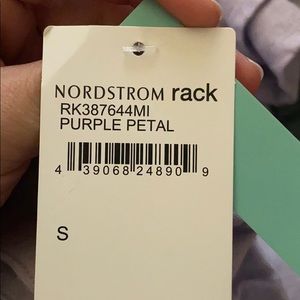 NORDSTROM rack
RK387644MI
PURPLE PETAL
4 39068 24890 9
S